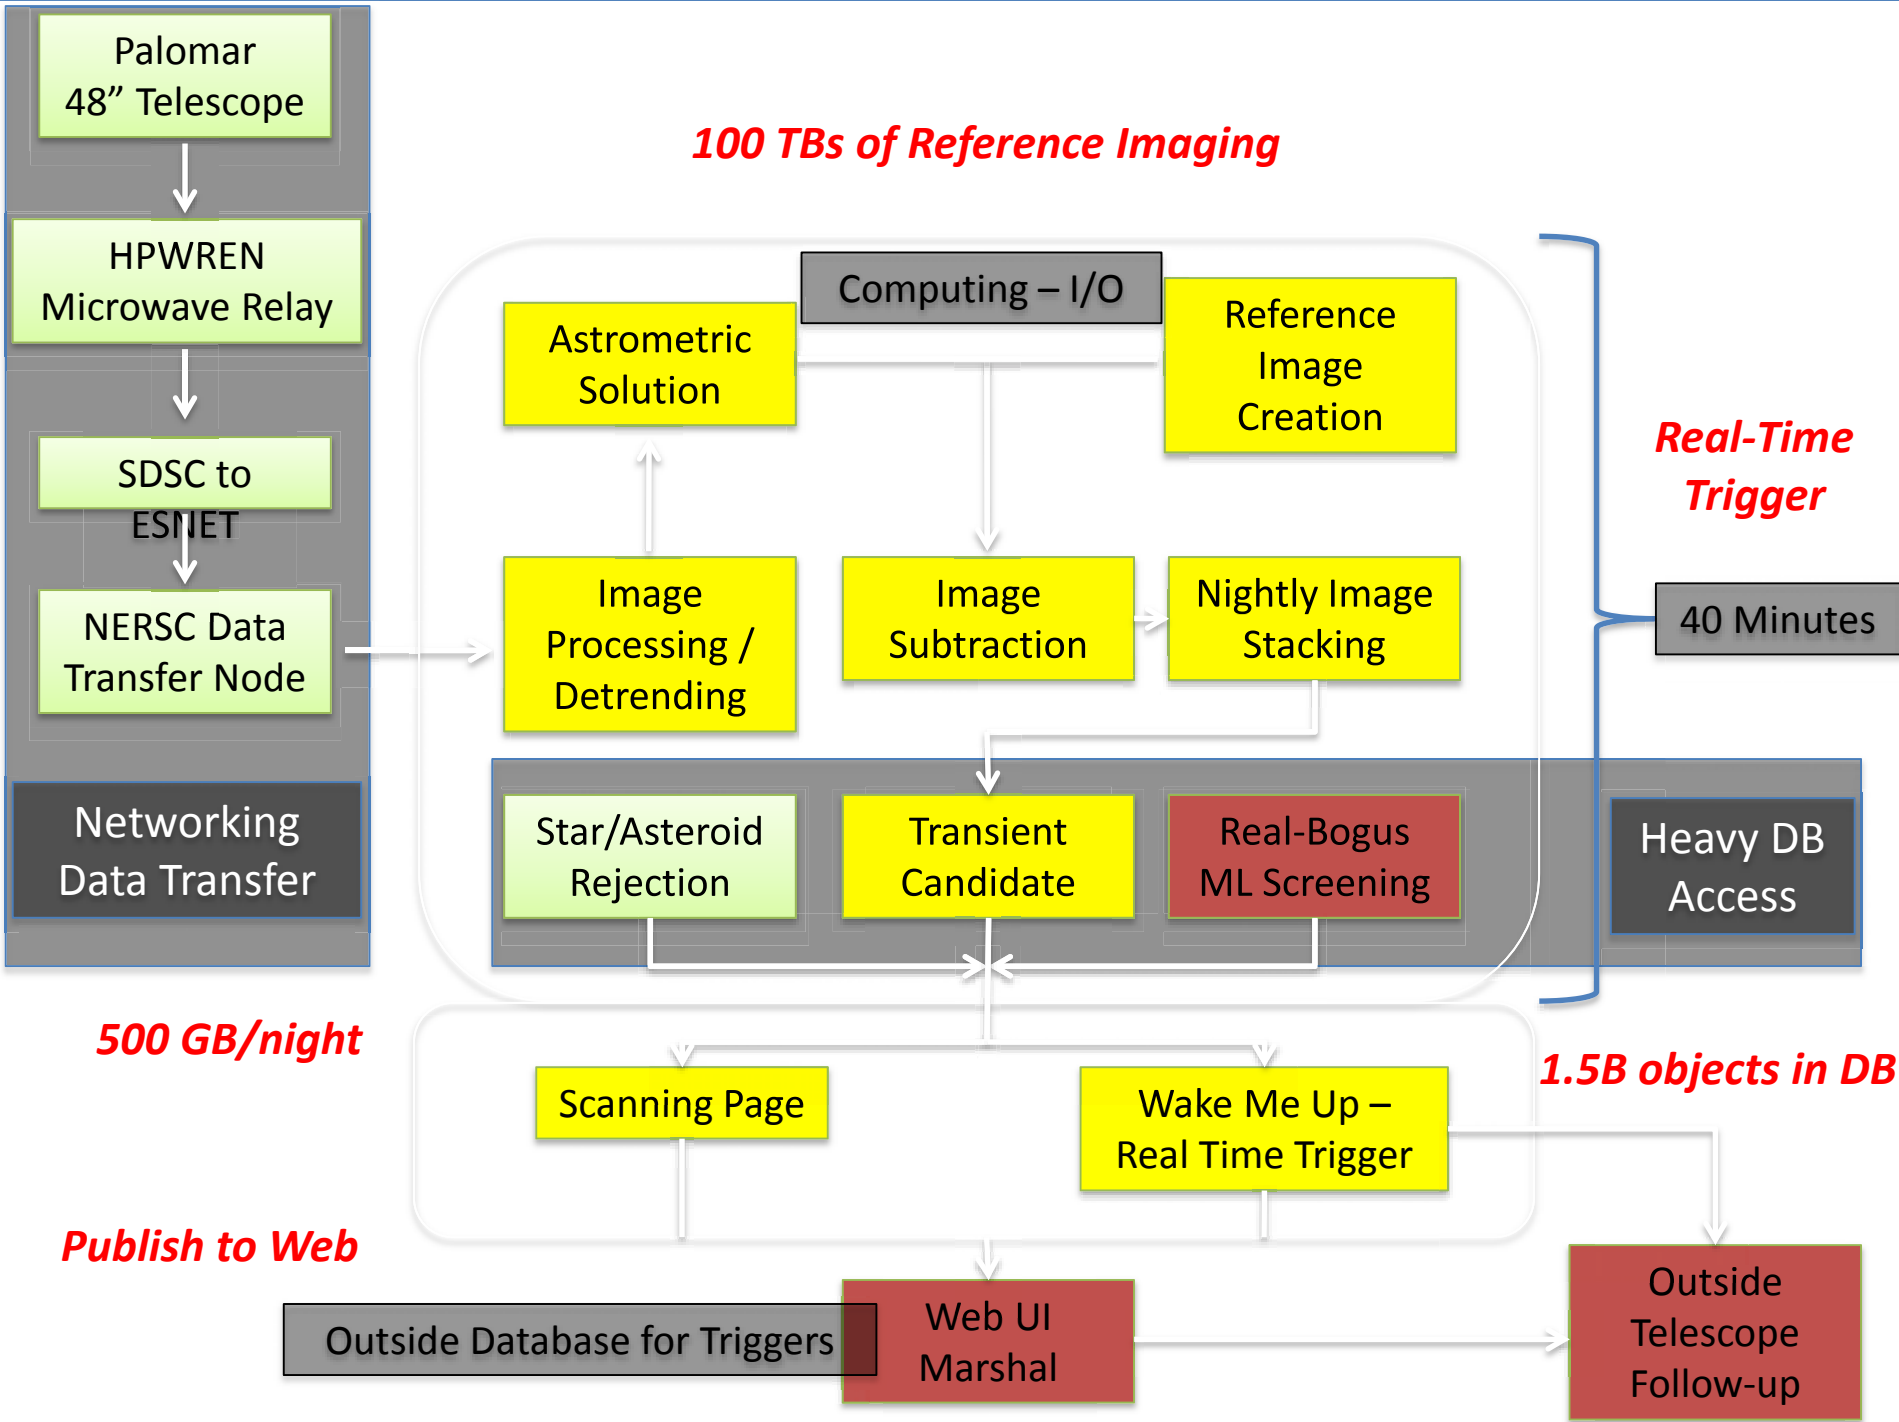 Palomar
48” Telescope
HPWREN
Microwave Relay
SDSC to
ESNET
NERSC Data
Transfer Node
Networking
Data Transfer
500 GB/night
Publish to Web
100 TBs of Reference Imaging
Computing – I/O
Astrometric
Solution
Reference
Image
Creation
Image
Processing /
Detrending
Image
Subtraction
Nightly Image
Stacking
Star/Asteroid
Rejection
Transient
Candidate
Real-Bogus
ML Screening
Heavy DB
Access
Real-Time
Trigger
40 Minutes
1.5B objects in DB
Scanning Page
Wake Me Up –
Real Time Trigger
Outside Database for Triggers
Web UI
Marshal
Outside
Telescope
Follow-up